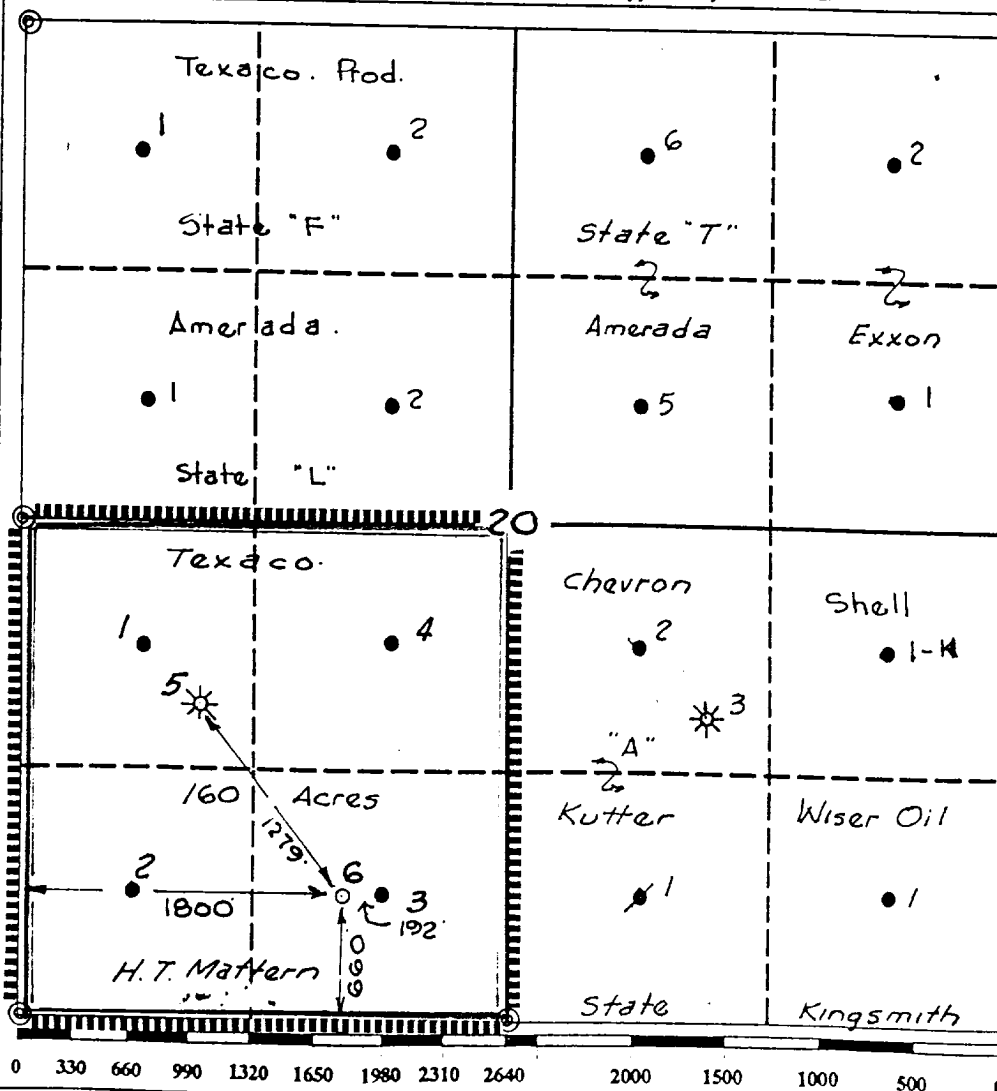 Texaco. Prod.
1
2
6
2
State "F"
State "T"
Amerada.
Amerada
Exxon
1
2
5
1
State "L"
20
Texaco.
Chevron
Shell
1
4
2
1-H
5
3
"A"
160 Acres
Kutter
Wiser Oil
1279'
2
6
3
1
1
1800'
192'
660
H.T. Mattern
State
Kingsmith
0 330 660 990 1320 1650 1980 2310 2640 2000 1500 1000 500